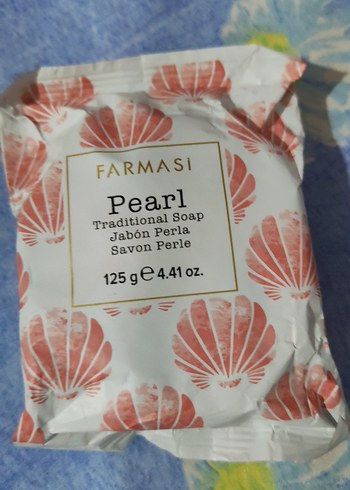 FARMASi
Pearl
Traditional Soap
Jabón Perla
Savon Perle
125 g ℮ 4.41 oz.